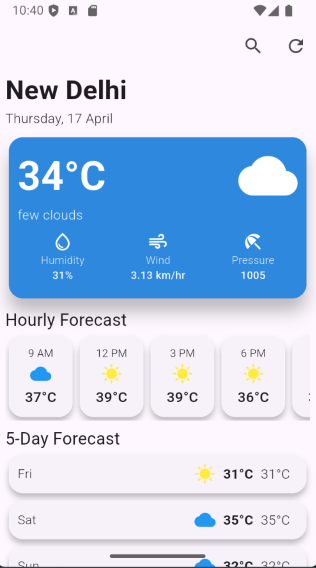 10:40
New Delhi
Thursday, 17 April
34°C
few clouds
Humidity Wind Pressure
31% 3.13 km/hr 1005
Hourly Forecast
9 AM 12 PM 3 PM 6 PM
37°C 39°C 39°C 36°C
5-Day Forecast
Fri 31°C 31°C
Sat 35°C 35°C
Sun 32°C 32°C